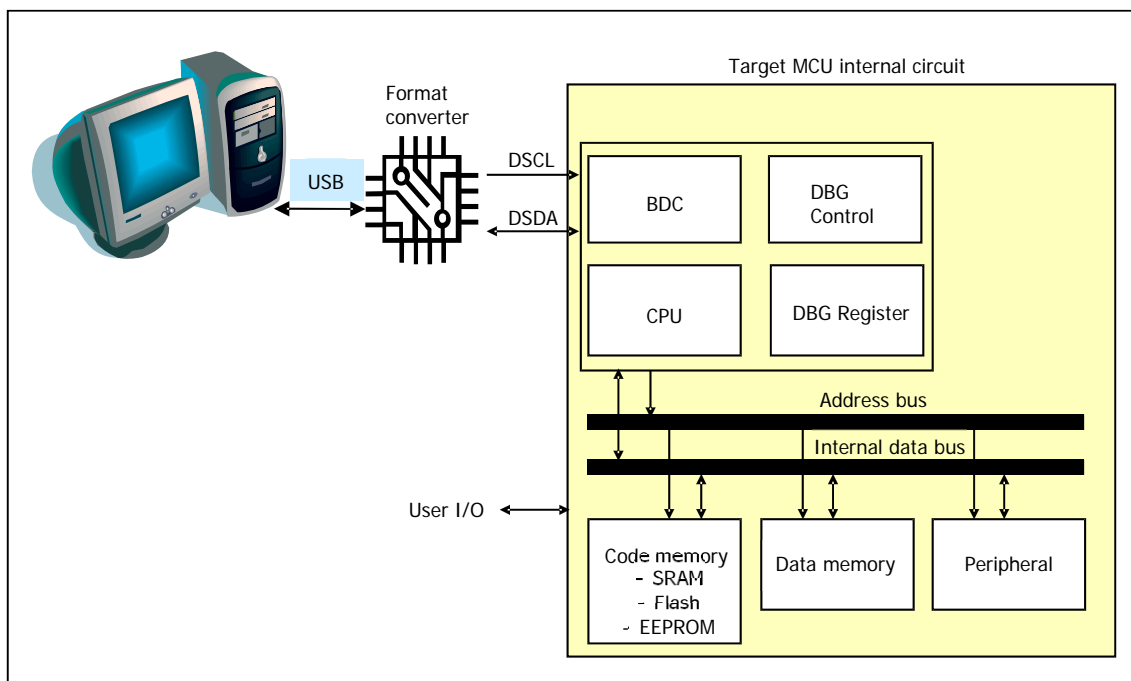 Target MCU internal circuit
Format
converter
USB
DSCL
DSDA
BDC
DBG
Control
CPU
DBG Register
Address bus
Internal data bus
User I/O
Code memory
- SRAM
- Flash
- EEPROM
Data memory
Peripheral